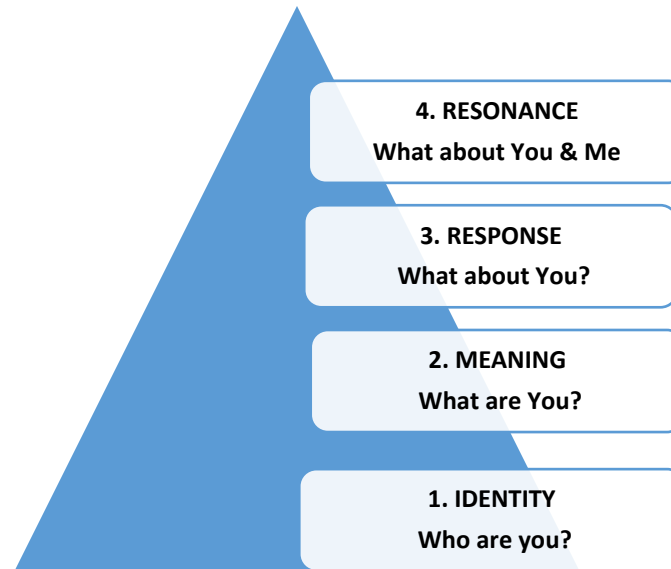 4. RESONANCE
What about You & Me
3. RESPONSE
What about You?
2. MEANING
What are You?
1. IDENTITY
Who are you?